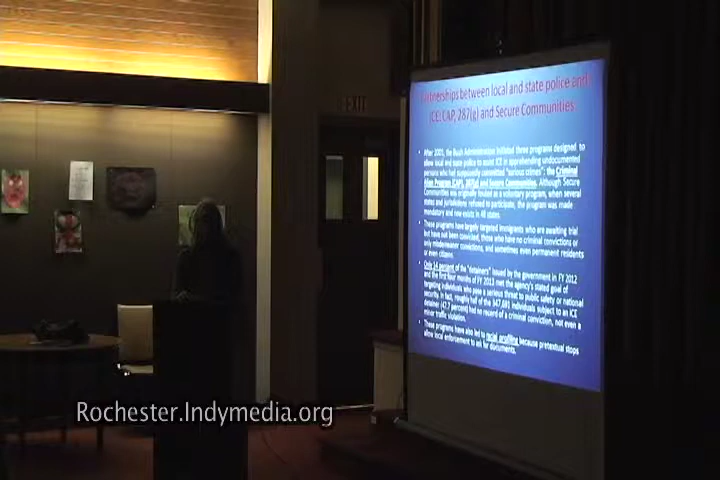 EXIT
Partnerships between local and state police and
ICE: CAP, 287(g) and Secure Communities
• After 2001, the Bush Administration initiated three programs designed to
allow local and state police to assist ICE in apprehending undocumented
persons who had supposedly committed "serious crimes": the Criminal
Alien Program (CAP), 287(g) and Secure Communities. Although Secure
Communities was originally touted as a voluntary program, when several
states and jurisdictions refused to participate, the program was made
mandatory and now exists in 48 states.
• These programs have largely targeted immigrants who are awaiting trial
but have not been convicted, those who have no criminal convictions or
only misdemeanor convictions, and sometimes even permanent residents
or even citizens.
• Only 14 percent of the "detainers" issued by the government in FY 2012
and the first four months of FY 2013 met the agency's stated goal of
targeting individuals who pose a serious threat to public safety or national
security. In fact, roughly half of the 347,691 individuals subject to an ICE
detainer (47.7 percent) had no record of a criminal conviction, not even a
minor traffic violation.
• These programs have also led to racial profiling because pretextual stops
allow local enforcement to ask for documents.
Rochester.Indymedia.org